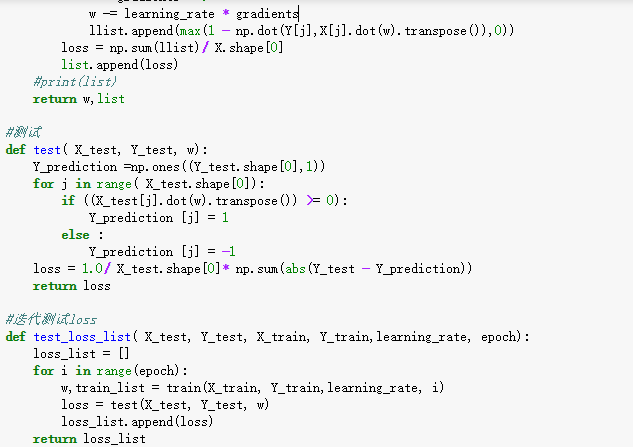 w -= learning_rate * gradients
llist.append(max(1 - np.dot(Y[j],X[j].dot(w).transpose()),0))
loss = np.sum(llist)/ X.shape[0]
list.append(loss)
#print(list)
return w,list
#测试
def test( X_test, Y_test, w):
Y_prediction =np.ones((Y_test.shape[0],1))
for j in range( X_test.shape[0]):
if ((X_test[j].dot(w).transpose()) >= 0):
Y_prediction [j] = 1
else :
Y_prediction [j] = -1
loss = 1.0/ X_test.shape[0]* np.sum(abs(Y_test - Y_prediction))
return loss
#迭代测试loss
def test_loss_list( X_test, Y_test, X_train, Y_train,learning_rate, epoch):
loss_list = []
for i in range(epoch):
w,train_list = train(X_train, Y_train,learning_rate, i)
loss = test(X_test, Y_test, w)
loss_list.append(loss)
return loss_list